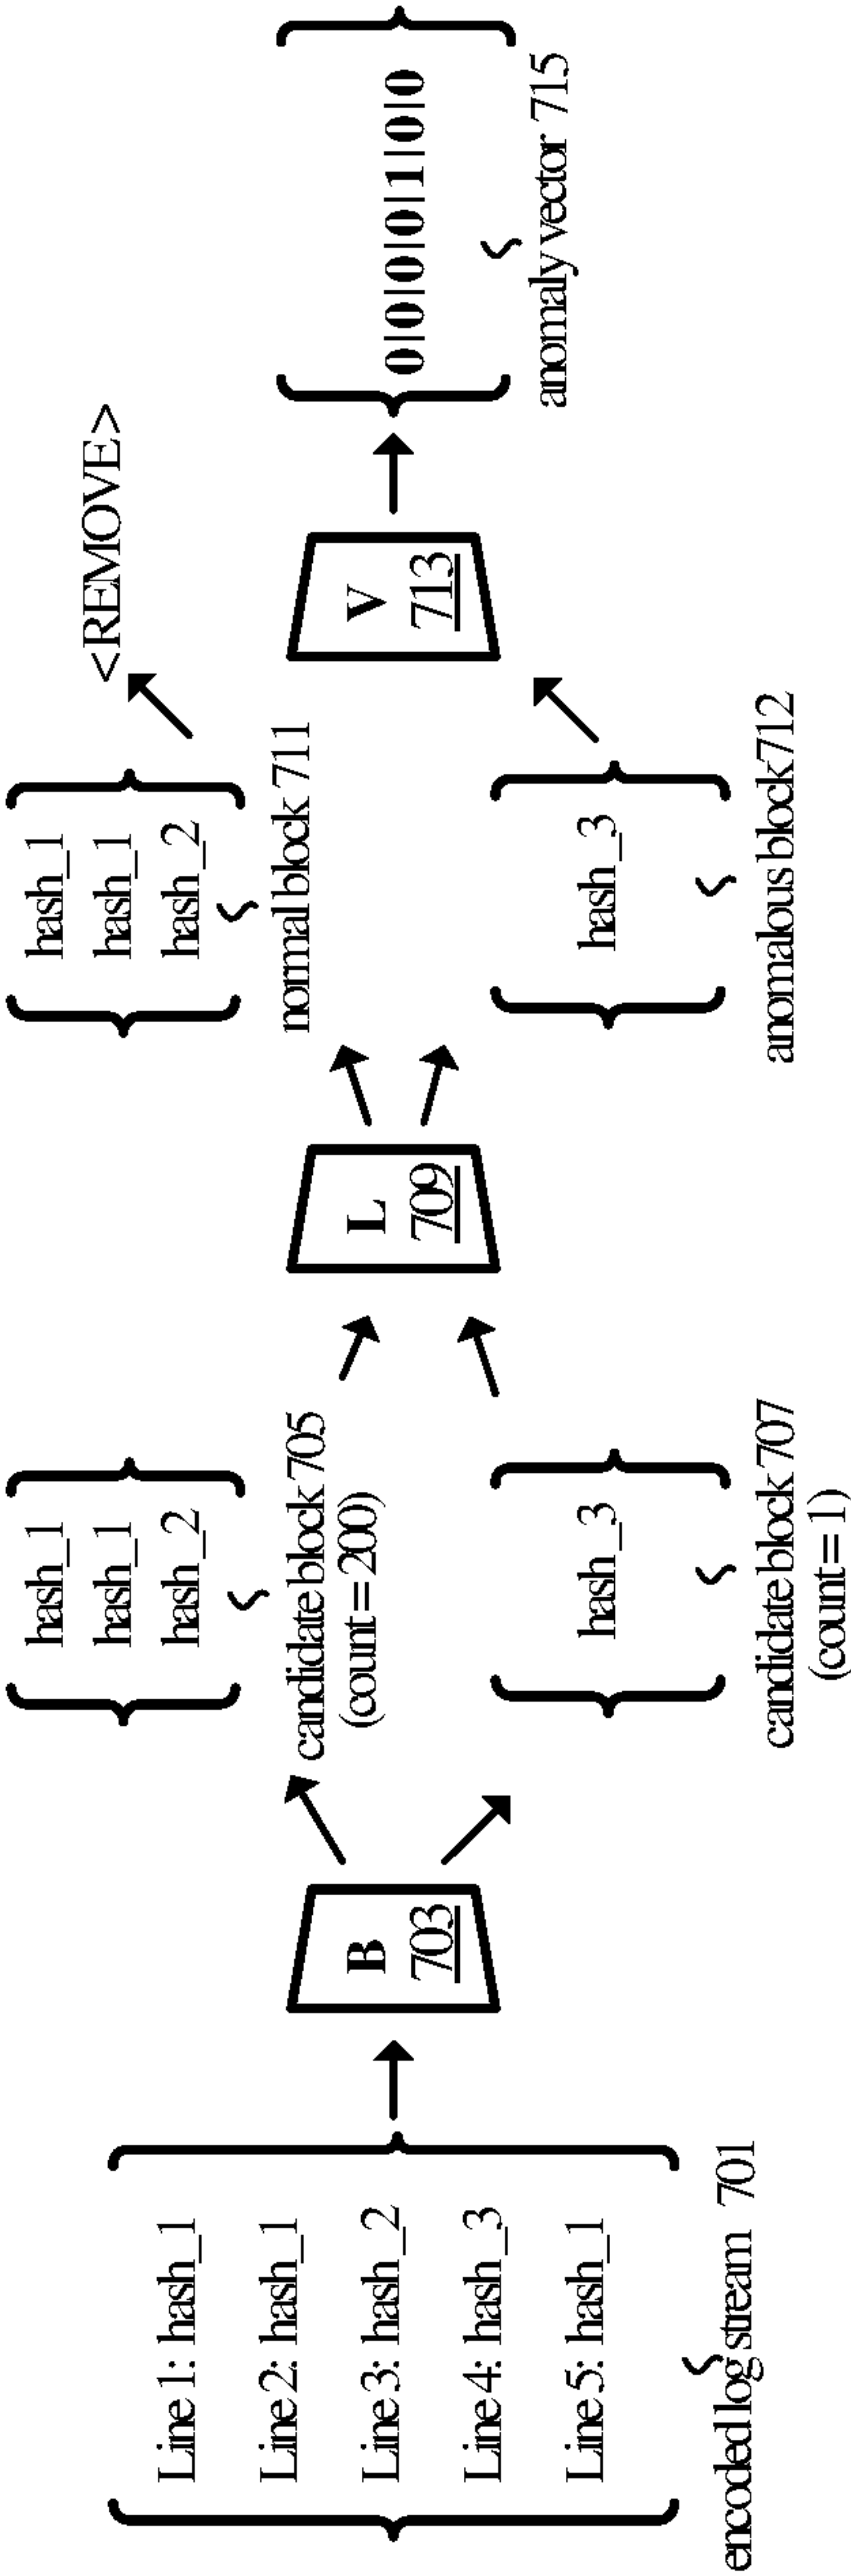 Line 1: hash_1
Line 2: hash_1
Line 3: hash_2
Line 4: hash_3
Line 5: hash_1
encoded log stream 701
B
703
hash_1
hash_1
hash_2
candidate block 705
(count = 200)
hash_3
candidate block 707
(count = 1)
L
709
hash_1
hash_1
hash_2
normal block 711
<REMOVE>
hash_3
anomalous block 712
V
713
0|0|0|0|1|0|0
anomaly vector 715